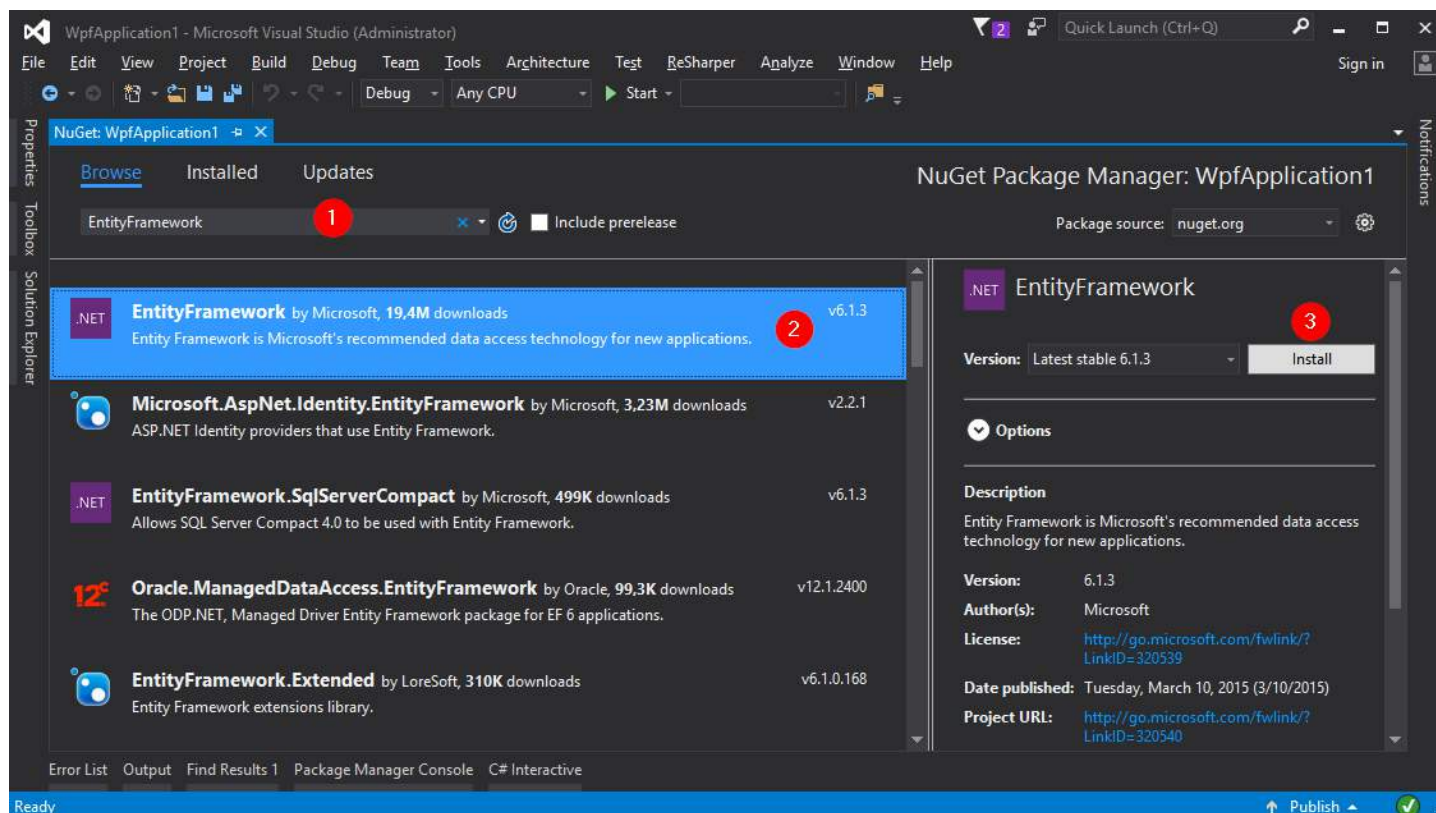 WpfApplication1 - Microsoft Visual Studio (Administrator)
2
Quick Launch (Ctrl+Q)
File Edit View Project Build Debug Team Tools Architecture Test ReSharper Analyze Window Help
Sign in
Debug Any CPU Start
Properties
Toolbox
Solution Explorer
Notifications
NuGet: WpfApplication1
Browse Installed Updates
NuGet Package Manager: WpfApplication1
EntityFramework
1
Include prerelease
Package source: nuget.org
.NET
EntityFramework by Microsoft, 19,4M downloads
v6.1.3
Entity Framework is Microsoft's recommended data access technology for new applications.
2
Microsoft.AspNet.Identity.EntityFramework by Microsoft, 3,23M downloads
v2.2.1
ASP.NET Identity providers that use Entity Framework.
.NET
EntityFramework.SqlServerCompact by Microsoft, 499K downloads
v6.1.3
Allows SQL Server Compact 4.0 to be used with Entity Framework.
12c
Oracle.ManagedDataAccess.EntityFramework by Oracle, 99,3K downloads
v12.1.2400
The ODP.NET, Managed Driver Entity Framework package for EF 6 applications.
EntityFramework.Extended by LoreSoft, 310K downloads
v6.1.0.168
Entity Framework extensions library.
.NET
EntityFramework
3
Version: Latest stable 6.1.3
Install
Options
Description
Entity Framework is Microsoft's recommended data access
technology for new applications.
Version: 6.1.3
Author(s): Microsoft
License: http://go.microsoft.com/fwlink/?
LinkID=320539
Date published: Tuesday, March 10, 2015 (3/10/2015)
Project URL: http://go.microsoft.com/fwlink/?
LinkID=320540
Error List Output Find Results 1 Package Manager Console C# Interactive
Ready
Publish